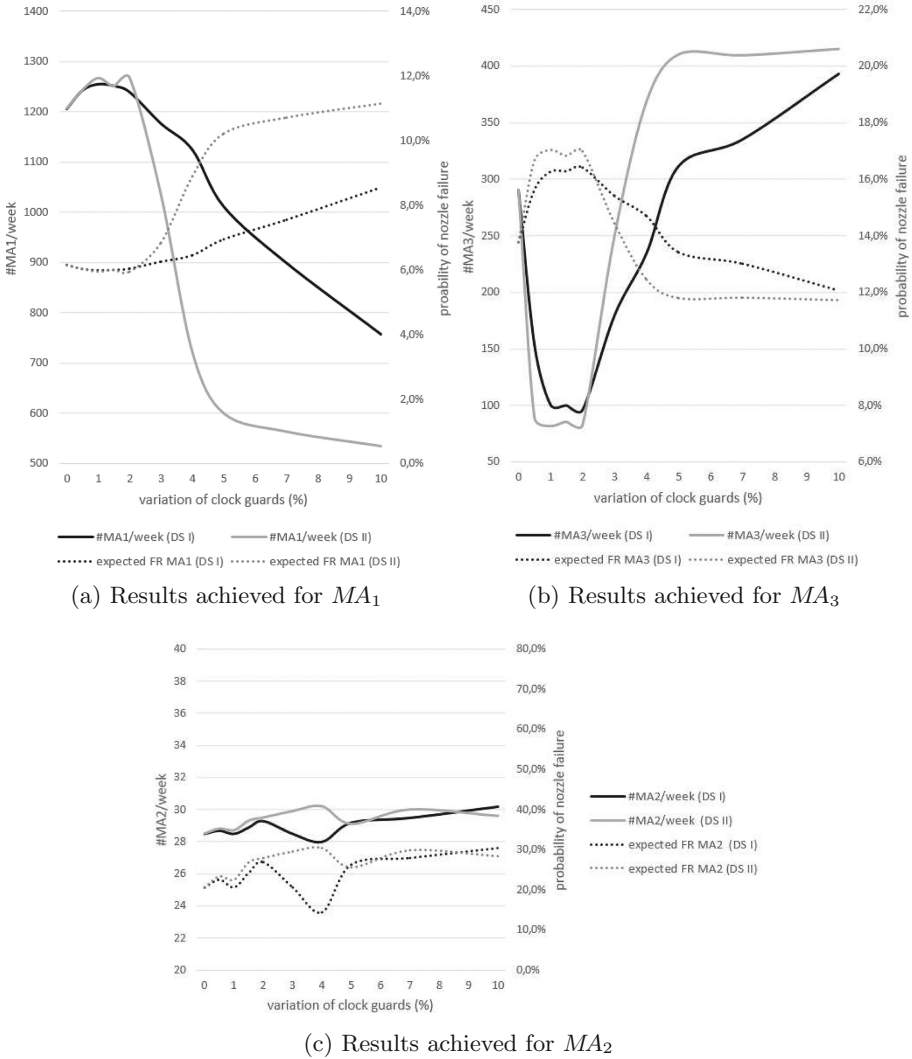 1400
1300
1200
1100
1000
900
800
700
600
500
#MA1/week
14,0%
12,0%
10,0%
8,0%
6,0%
4,0%
2,0%
0,0%
proability of nozzle failure
0 1 2 3 4 5 6 7 8 9 10
variation of clock guards (%)
#MA1/week (DS I) #MA1/week (DS II)
expected FR MA1 (DS I) expected FR MA1 (DS II)
(a) Results achieved for MA1
450
400
350
300
250
200
150
100
50
#MA3/week
22,0%
20,0%
18,0%
16,0%
14,0%
12,0%
10,0%
8,0%
6,0%
probability of nozzle failure
0 1 2 3 4 5 6 7 8 9 10
variation of clock guards (%)
#MA3/week (DS I) #MA3/week (DS II)
expected FR MA3 (DS I) expected FR MA3 (DS II)
(b) Results achieved for MA3
40
38
36
34
32
30
28
26
24
22
20
#MA2/week
80,0%
70,0%
60,0%
50,0%
40,0%
30,0%
20,0%
10,0%
0,0%
probability of nozzle failure
0 1 2 3 4 5 6 7 8 9 10
variation of clock guards (%)
#MA2/week (DS I)
#MA2/week (DS II)
expected FR MA2 (DS I)
expected FR MA2 (DS II)
(c) Results achieved for MA2